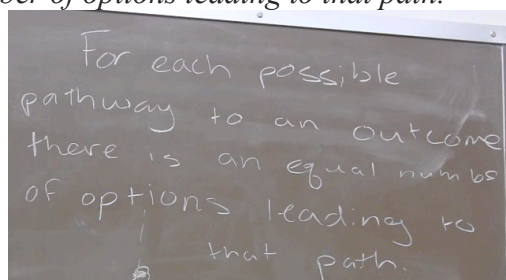 ber of options leading to that path.
For each possible
pathway to an outcome
there is an equal numbe
of options leading to
that path.